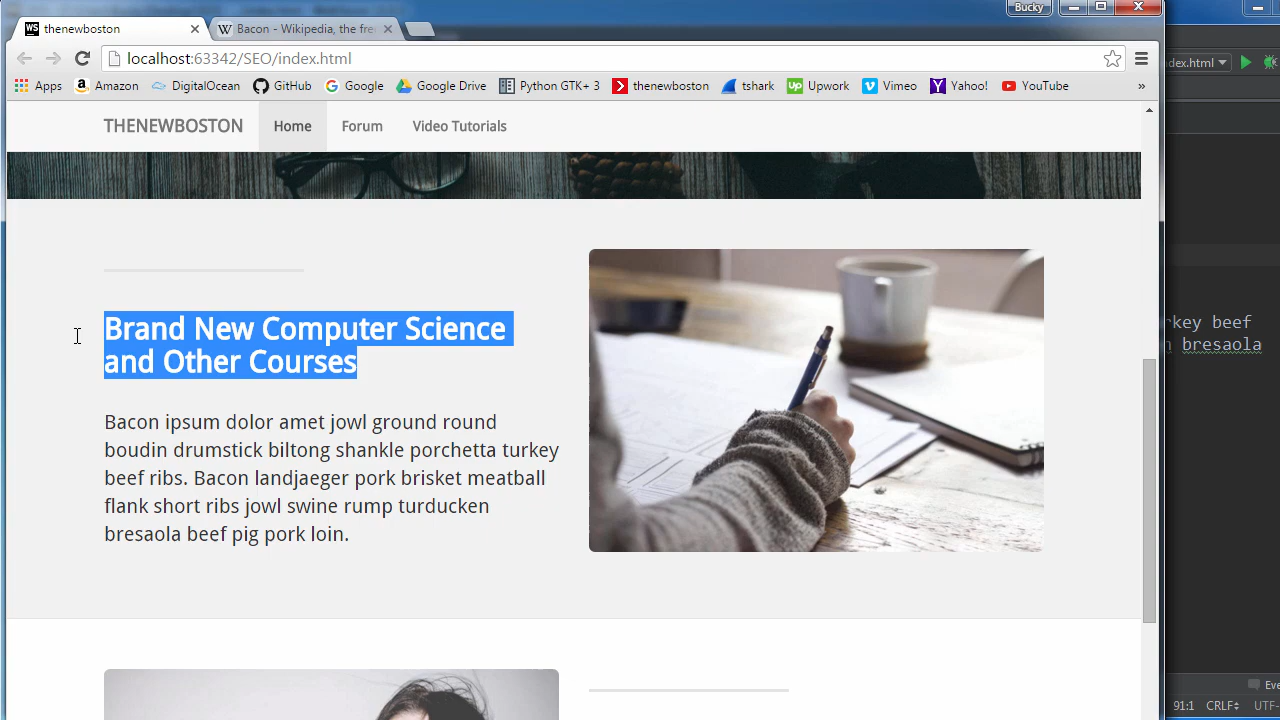 Bucky
WS thenewboston
W Bacon - Wikipedia, the fre
localhost:63342/SEO/index.html
Apps Amazon DigitalOcean GitHub Google Google Drive Python GTK+ 3 thenewboston tshark Up Upwork Vimeo Yahoo! YouTube »
dex.html
THENEWBOSTON Home Forum Video Tutorials
Brand New Computer Science
and Other Courses
Bacon ipsum dolor amet jowl ground round
boudin drumstick biltong shankle porchetta turkey
beef ribs. Bacon landjaeger pork brisket meatball
flank short ribs jowl swine rump turducken
bresaola beef pig pork loin.
rkey beef
bresaola
Eve
91:1 CRLF UTF-